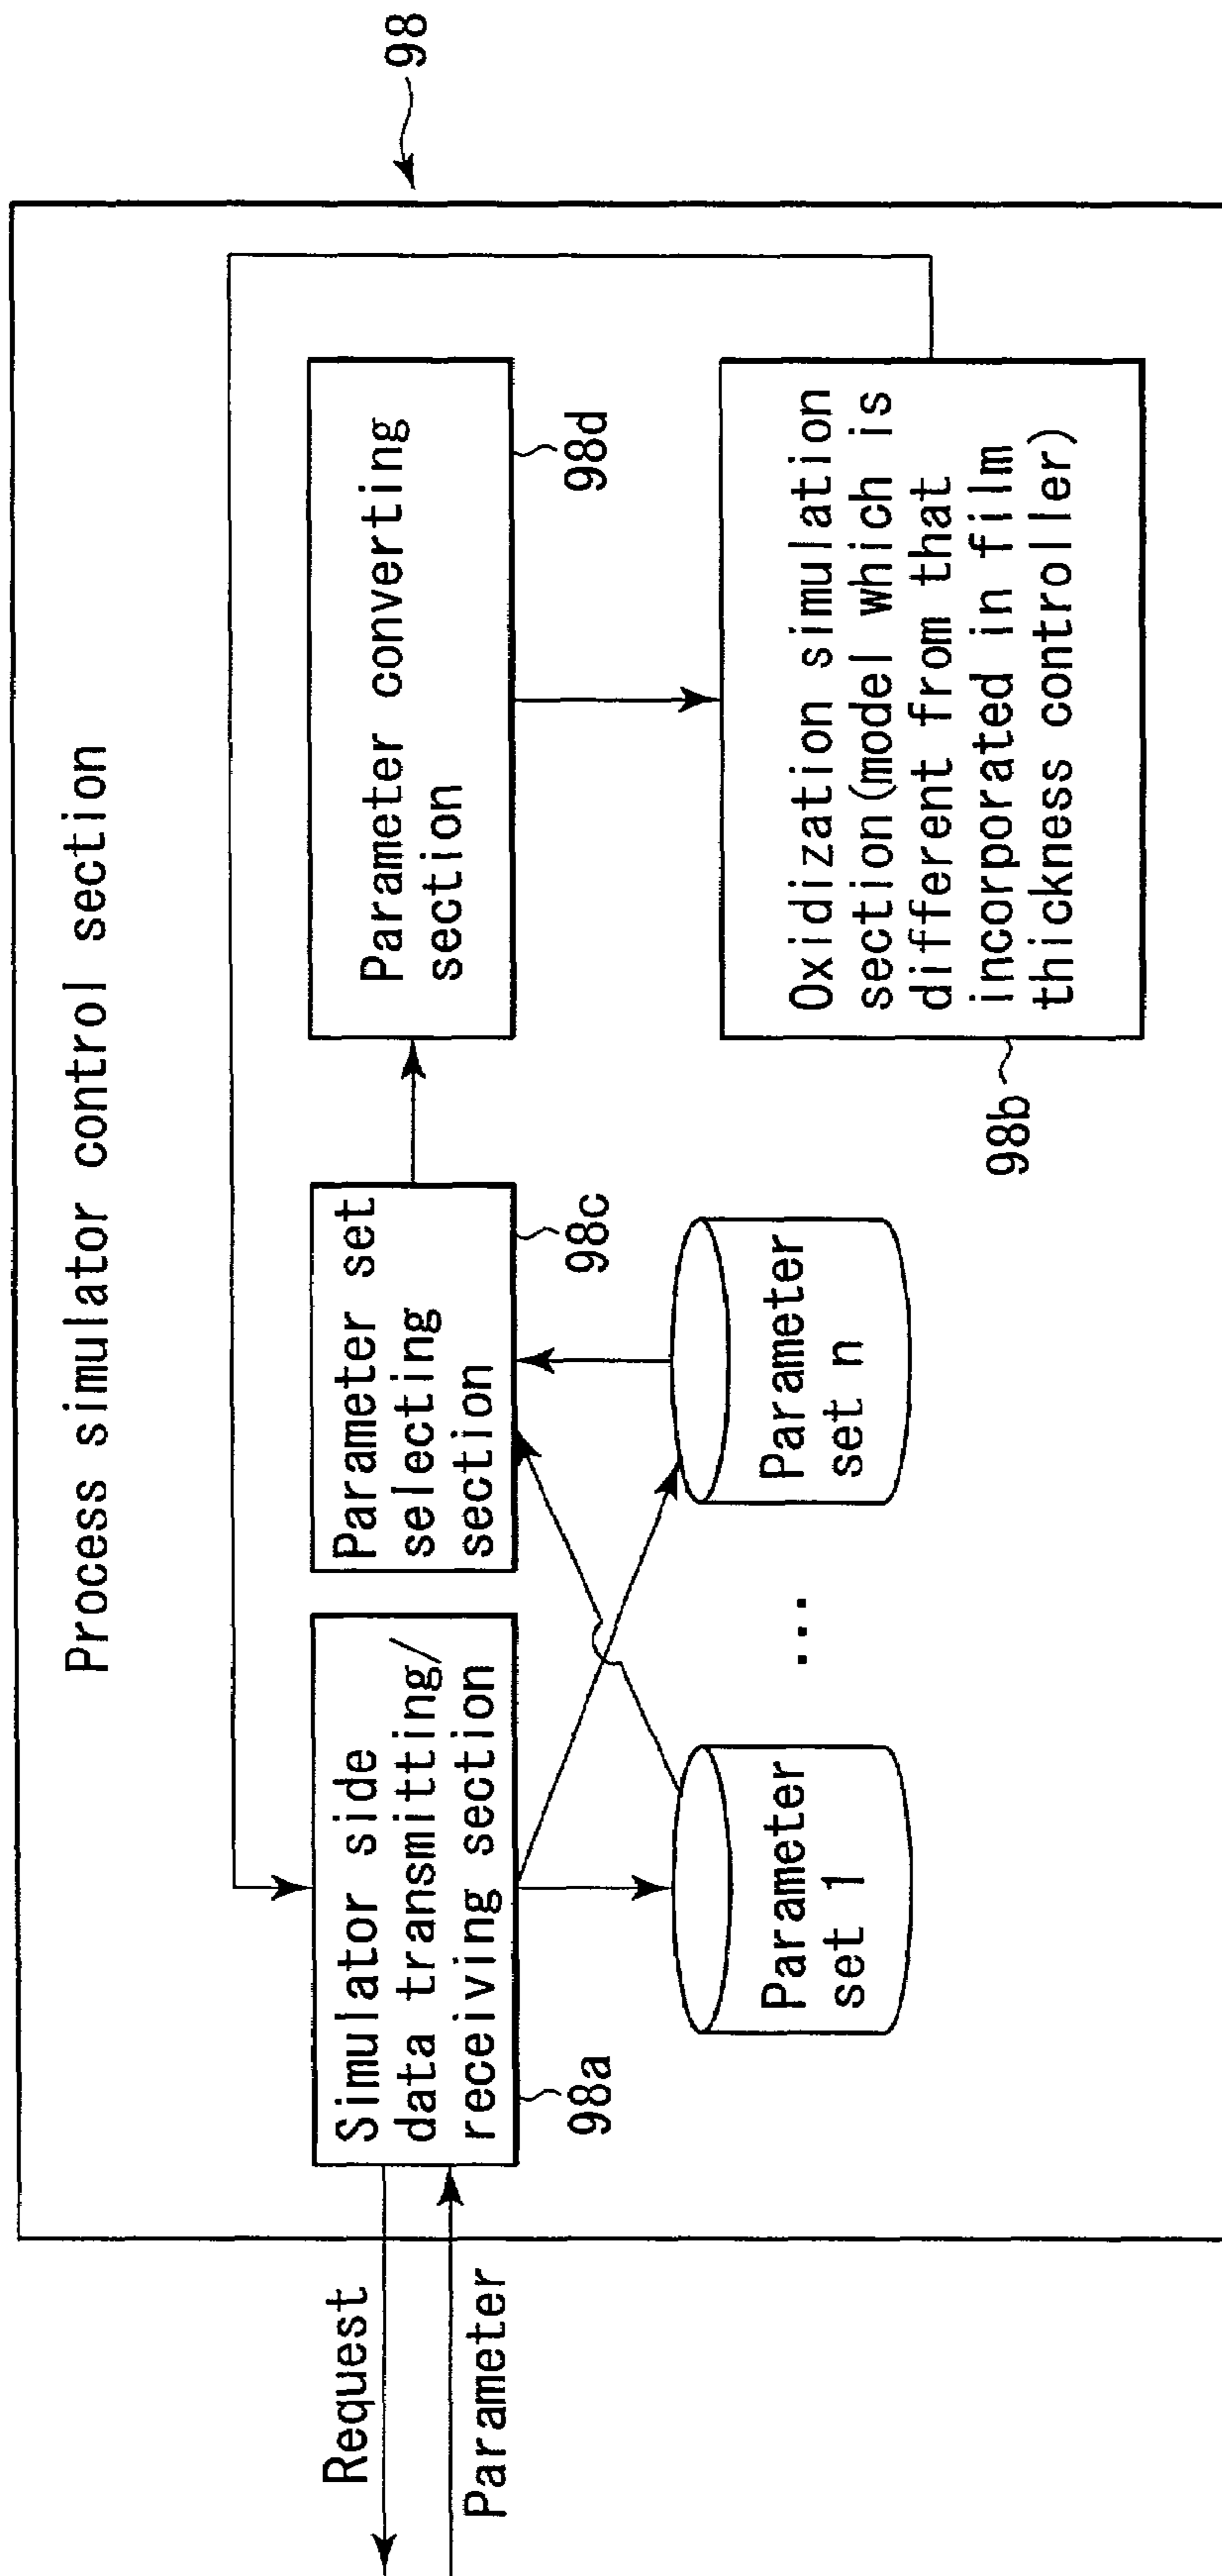 Process simulator control section
98
Request
Parameter
Simulator side
data transmitting/
receiving section
98a
Parameter set
selecting
section
98c
Parameter converting
section
98d
Parameter
set 1
...
Parameter
set n
Oxidization simulation
section(model which is
different from that
incorporated in film
thickness controller)
98b